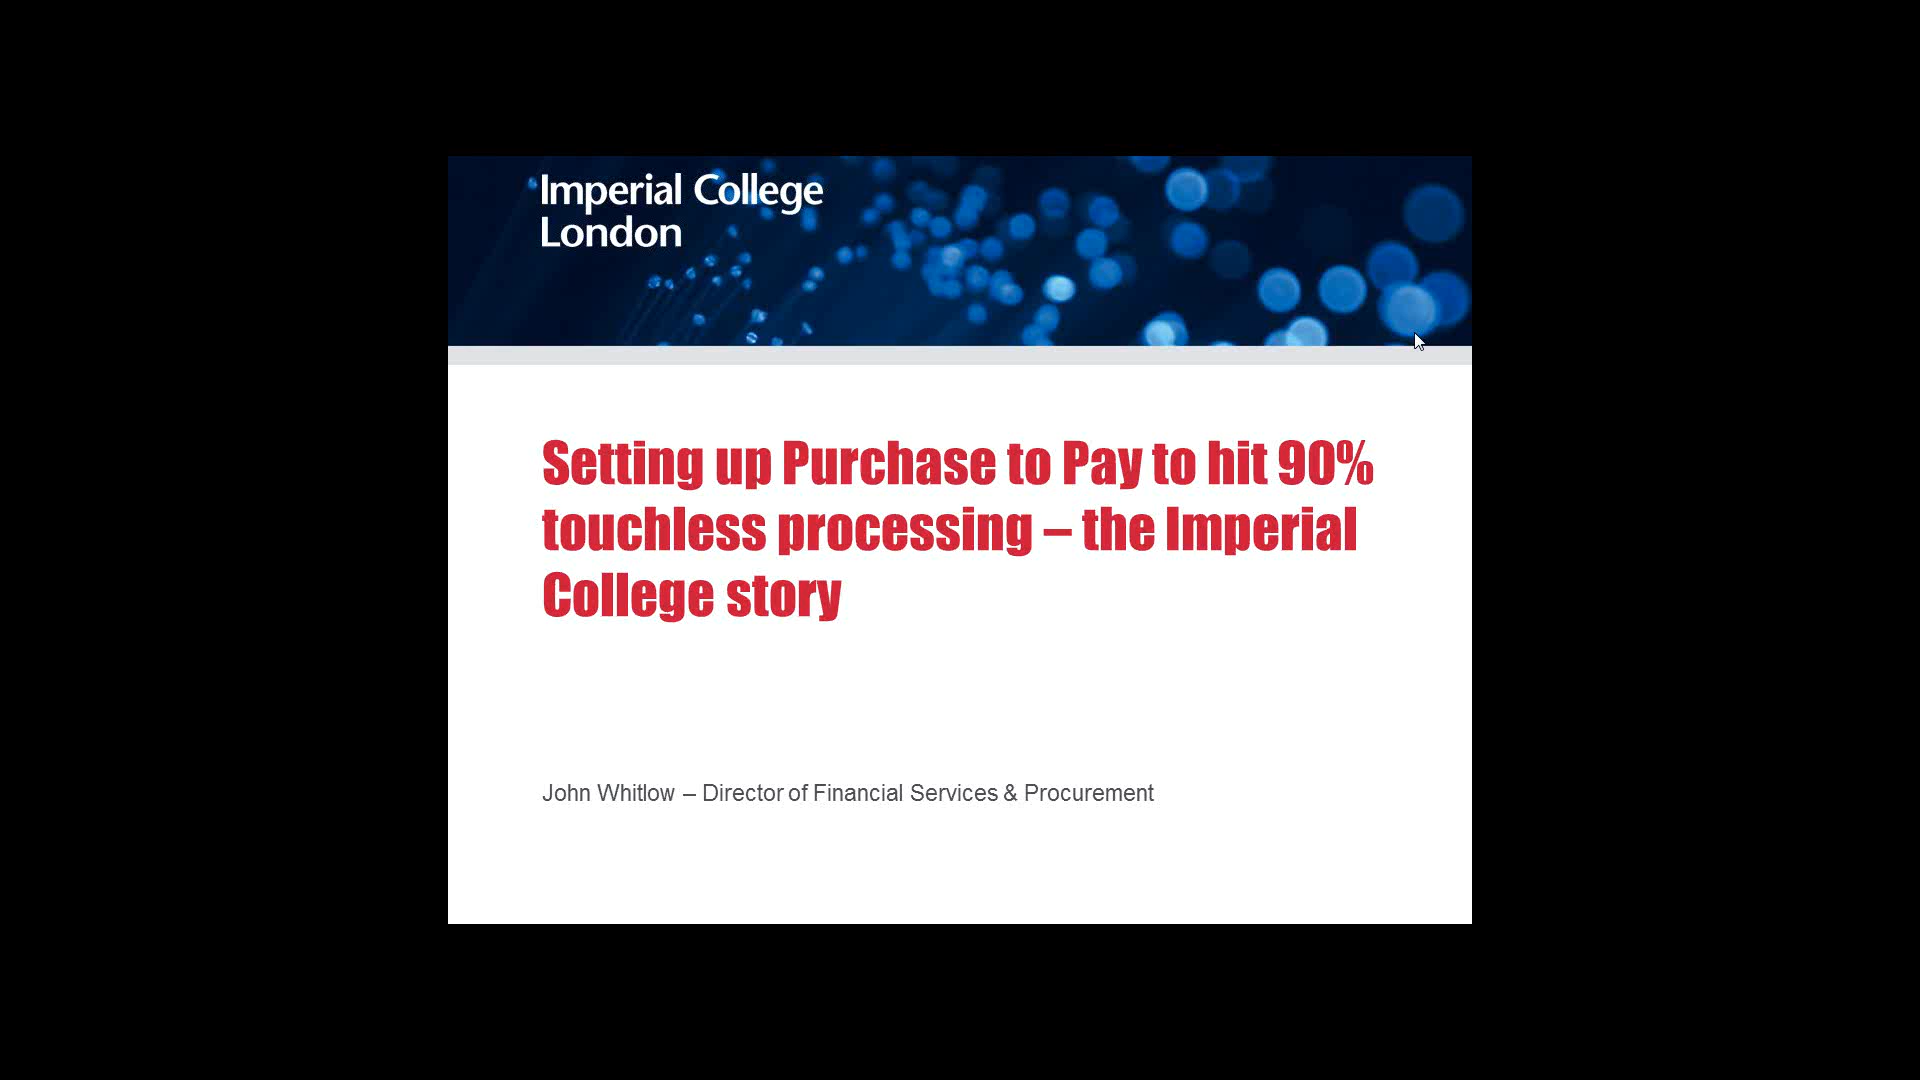 Imperial College
London
Setting up Purchase to Pay to hit 90%
touchless processing – the Imperial
College story
John Whitlow – Director of Financial Services & Procurement